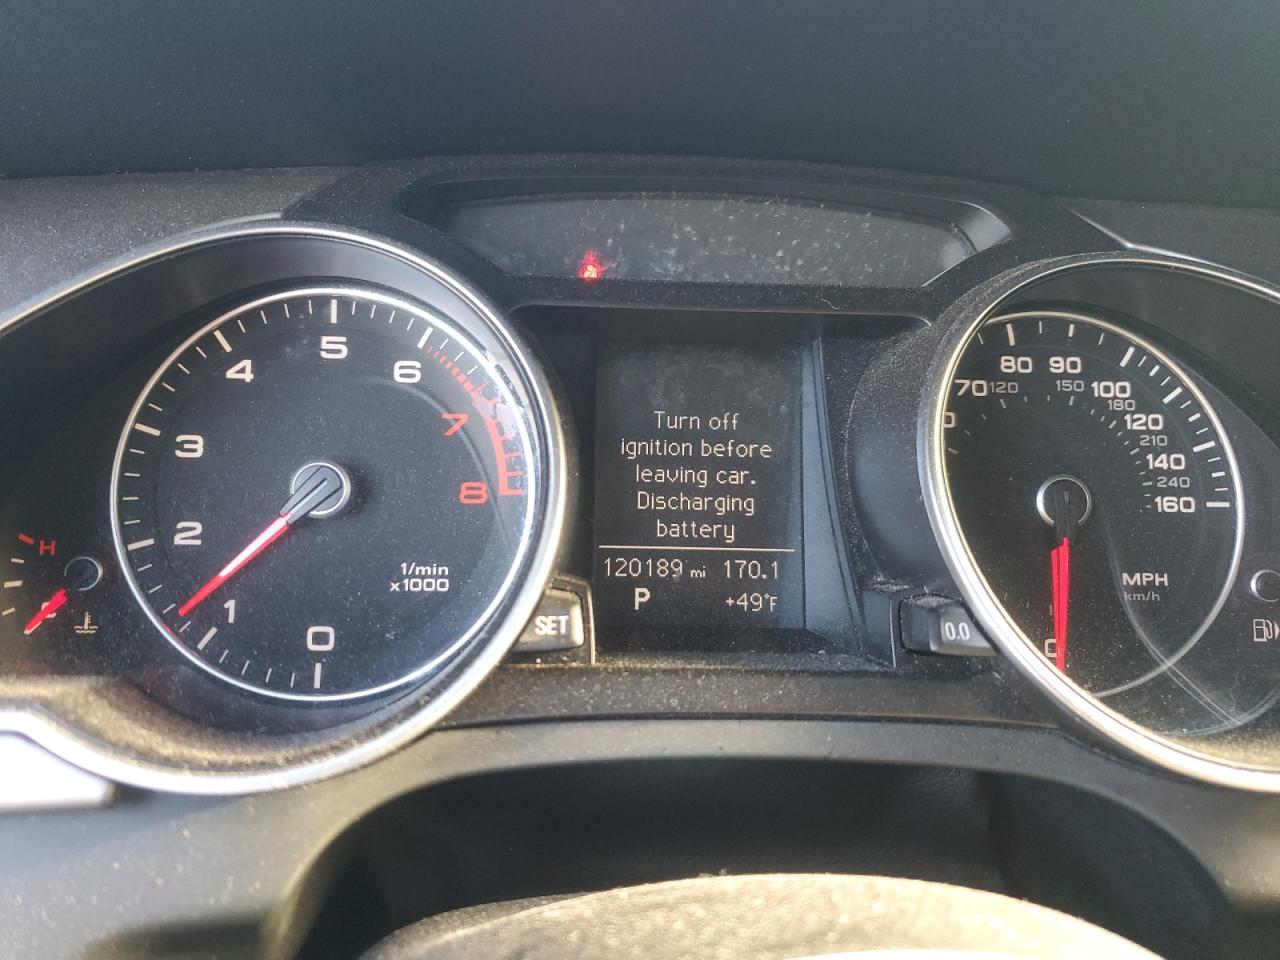 5
4
6
3
7
2
8
1
0
1/min
x1000
H
Turn off
ignition before
leaving car.
Discharging
battery
120189 mi 170.1
P +49°F
SET
0.0
70 80 90 100 120 140 160
120 150 180 210 240
MPH
km/h